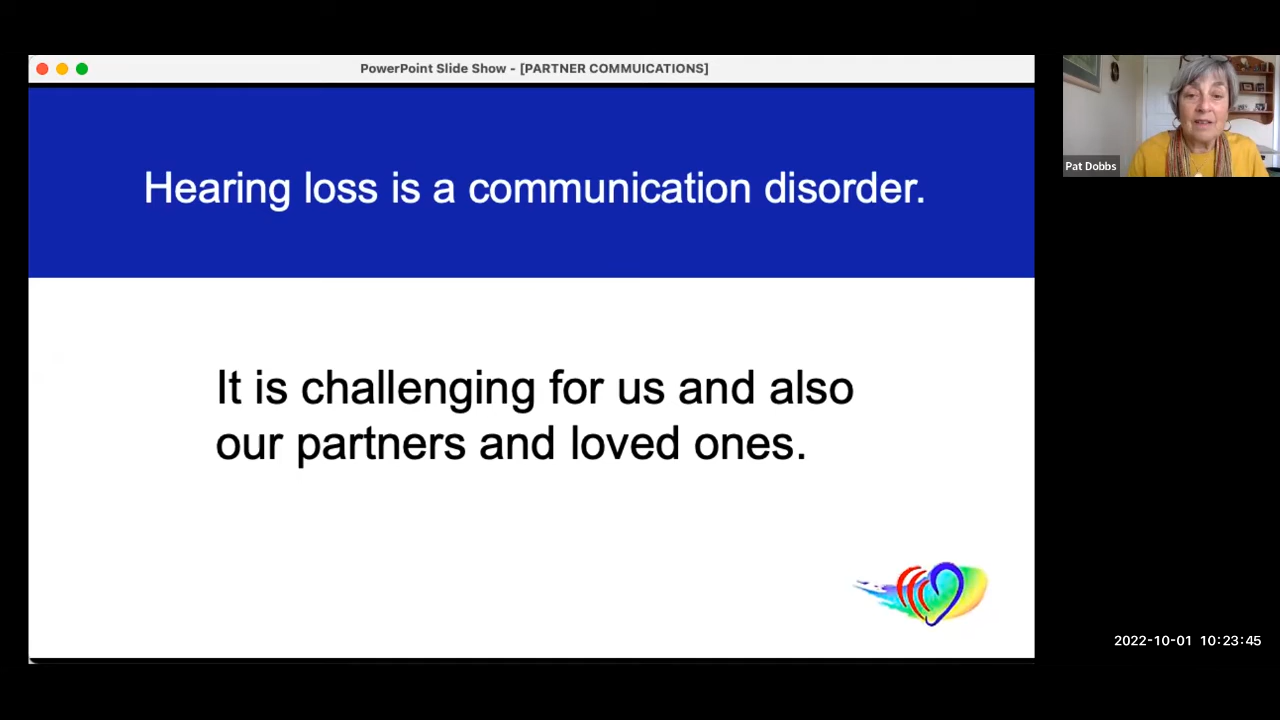 PowerPoint Slide Show - [PARTNER COMMUICATIONS]
Hearing loss is a communication disorder.
It is challenging for us and also
our partners and loved ones.
Pat Dobbs
2022-10-01 10:23:45